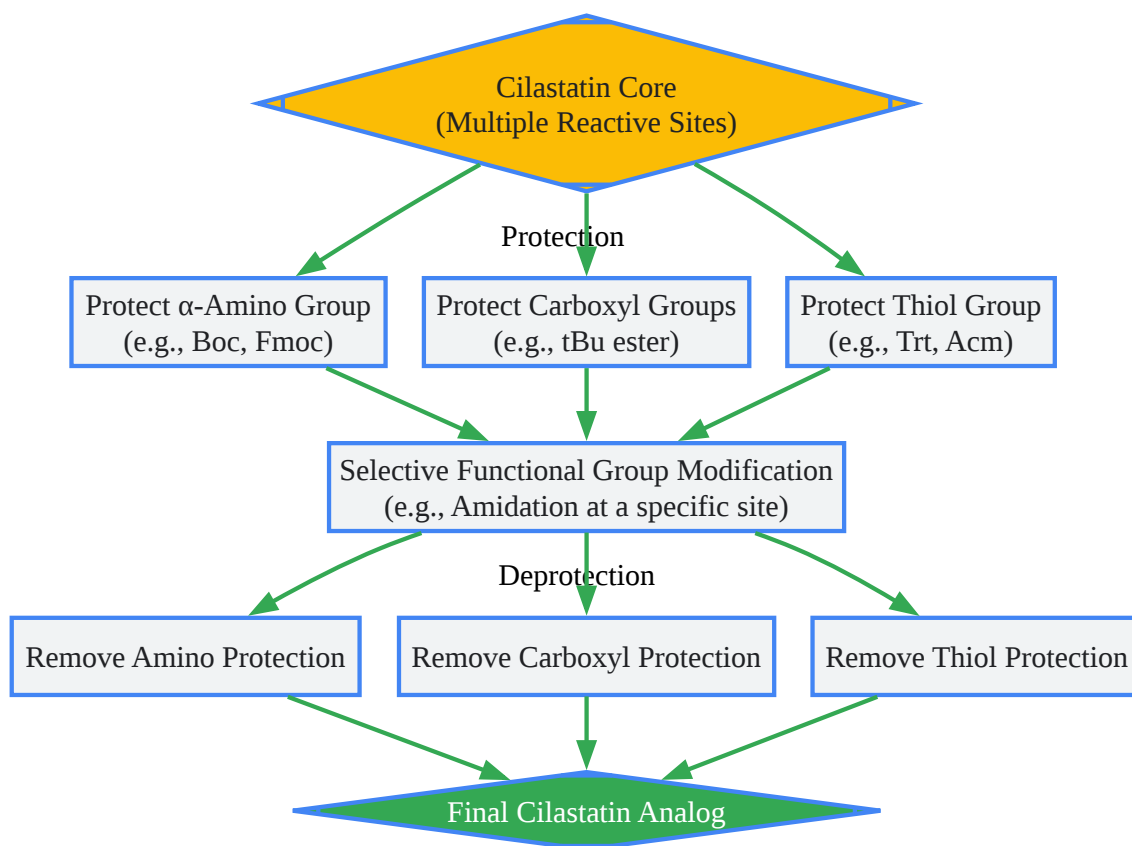 Cilastatin Core
(Multiple Reactive Sites)
Protection
Protect α-Amino Group
(e.g., Boc, Fmoc)
Protect Carboxyl Groups
(e.g., tBu ester)
Protect Thiol Group
(e.g., Trt, Acm)
Selective Functional Group Modification
(e.g., Amidation at a specific site)
Deprotection
Remove Amino Protection
Remove Carboxyl Protection
Remove Thiol Protection
Final Cilastatin Analog